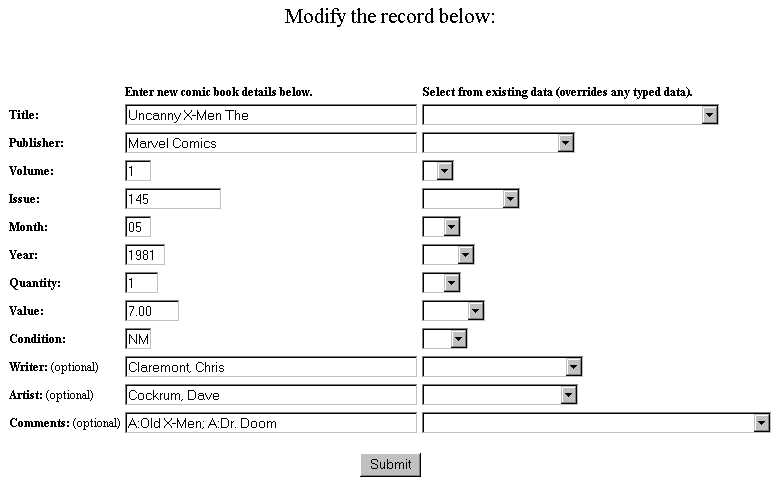 Modify the record below:
Enter new comic book details below. Select from existing data (overrides any typed data).
Title: Uncanny X-Men The
Publisher: Marvel Comics
Volume: 1
Issue: 145
Month: 05
Year: 1981
Quantity: 1
Value: 7.00
Condition: NM
Writer: (optional) Claremont, Chris
Artist: (optional) Cockrum, Dave
Comments: (optional) A:Old X-Men; A:Dr. Doom
Submit